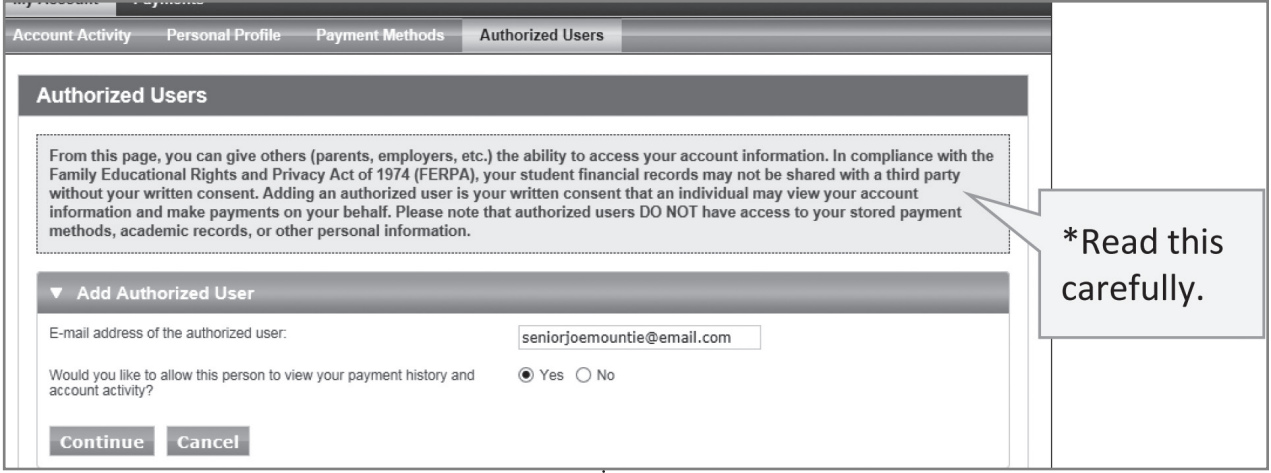 My Account Payments
Account Activity Personal Profile Payment Methods Authorized Users
Authorized Users
From this page, you can give others (parents, employers, etc.) the ability to access your account information. In compliance with the
Family Educational Rights and Privacy Act of 1974 (FERPA), your student financial records may not be shared with a third party
without your written consent. Adding an authorized user is your written consent that an individual may view your account
information and make payments on your behalf. Please note that authorized users DO NOT have access to your stored payment
methods, academic records, or other personal information.
*Read this
carefully.
▼ Add Authorized User
E-mail address of the authorized user:
seniorjoemountie@email.com
Would you like to allow this person to view your payment history and
account activity?
Yes No
Continue Cancel